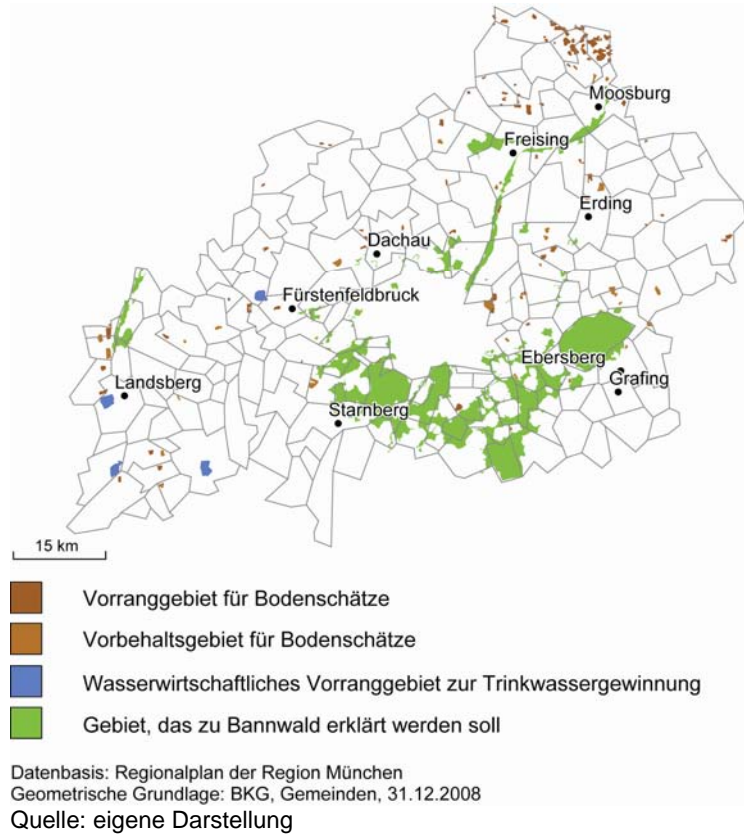 Moosburg
Freising
Erding
Dachau
Fürstenfeldbruck
Ebersberg
Landsberg
Grafing
Starnberg
15 km
Vorranggebiet für Bodenschätze
Vorbehaltsgebiet für Bodenschätze
Wasserwirtschaftliches Vorranggebiet zur Trinkwassergewinnung
Gebiet, das zu Bannwald erklärt werden soll
Datenbasis: Regionalplan der Region München
Geometrische Grundlage: BKG, Gemeinden, 31.12.2008
Quelle: eigene Darstellung